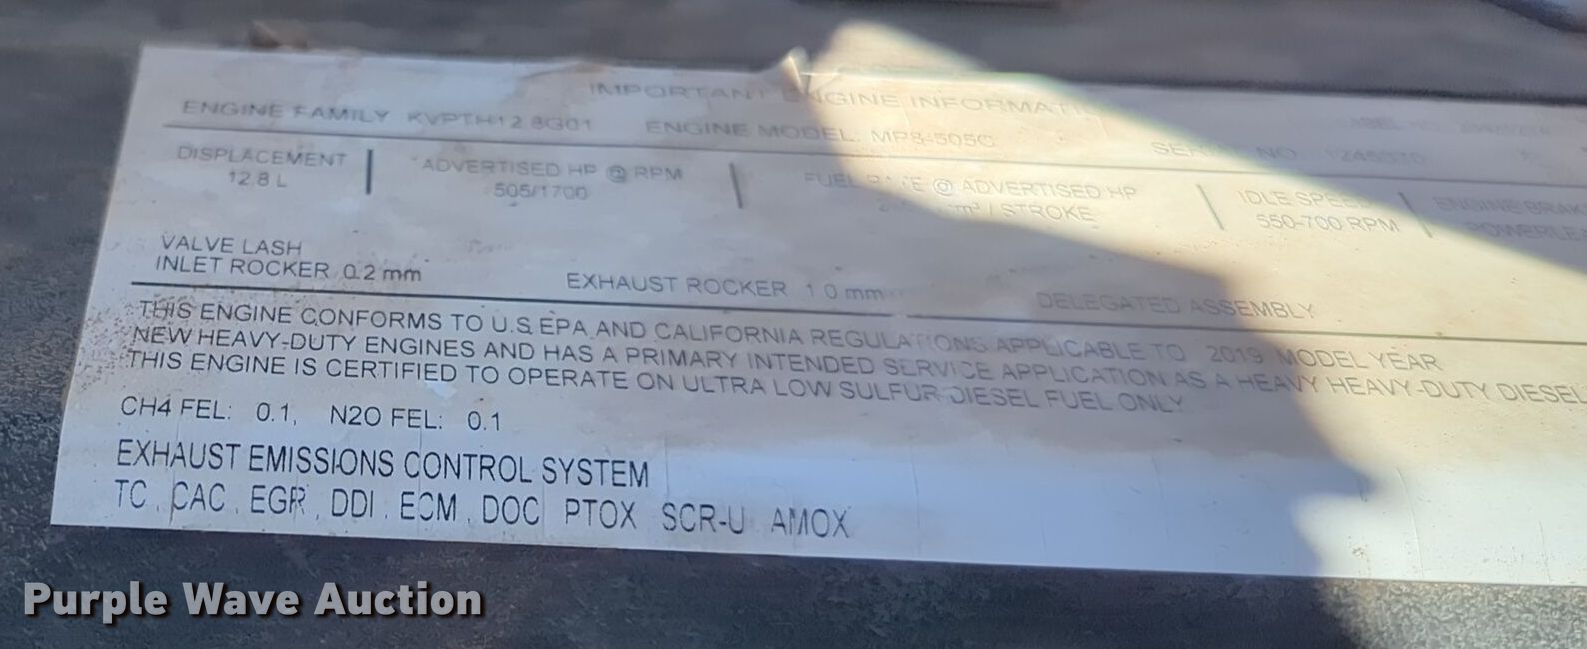 IMPORTANT ENGINE INFORMATI
ENGINE FAMILY KVPTH12.8G01 ENGINE MODEL: MP8-505C
DISPLACEMENT ADVERTISED HP @ RPM FUEL RATE @ ADVERTISED HP IDLE SPEED ENGINE BRAK
12.8 L 505/1700 m³ / STROKE 550-700 RPM
VALVE LASH
INLET ROCKER 0.2 mm EXHAUST ROCKER 1 0 mm DELEGATED ASSEMBLY
THIS ENGINE CONFORMS TO U.S EPA AND CALIFORNIA REGULATIONS APPLICABLE TO 2019 MODEL YEAR
NEW HEAVY-DUTY ENGINES AND HAS A PRIMARY INTENDED SERVICE APPLICATION AS A HEAVY HEAVY-DUTY DIESEL
THIS ENGINE IS CERTIFIED TO OPERATE ON ULTRA LOW SULFUR DIESEL FUEL ONLY
CH4 FEL: 0.1, N2O FEL: 0.1
EXHAUST EMISSIONS CONTROL SYSTEM
TC , CAC , EGR , DDI , ECM , DOC PTOX SCR-U AMOX
Purple Wave Auction